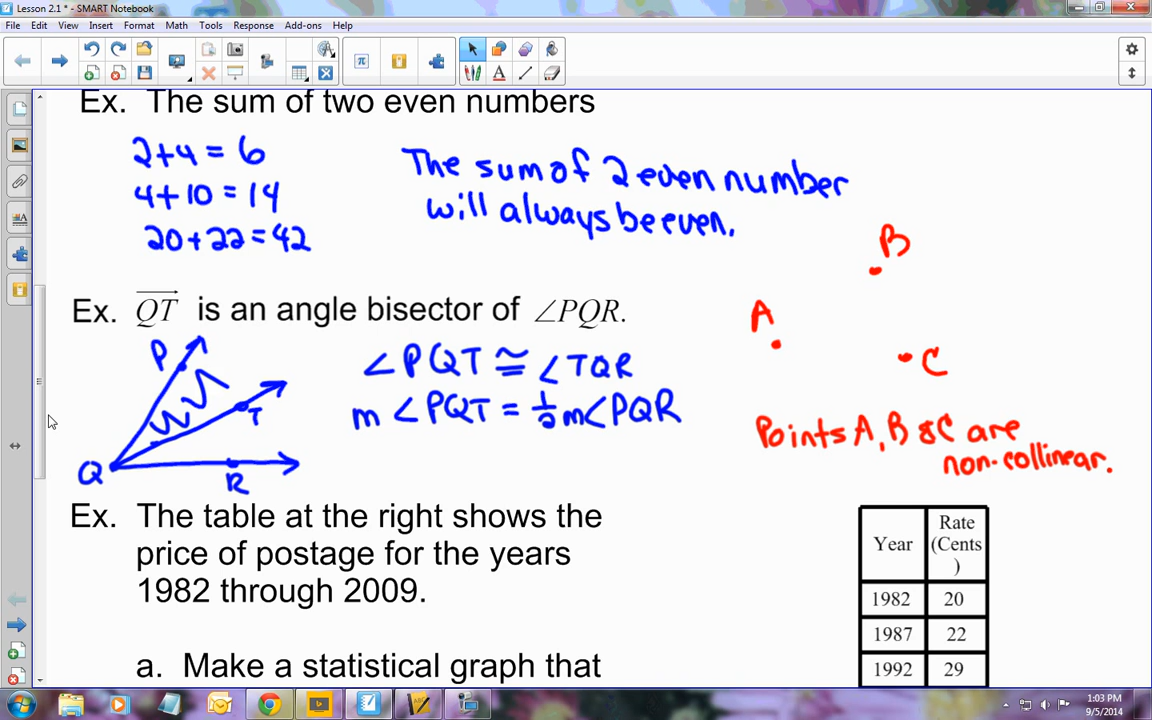 Lesson 2.1 * - SMART Notebook
File Edit View Insert Format Math Tools Response Add-ons Help
Ex. The sum of two even numbers
2+4 = 6
4+10 = 14
20+22=42
The sum of 2 even number
will always be even.
B
A
C
Points A, B & C are
non-collinear.
Ex. QT is an angle bisector of ∠PQR.
P
T
Q
R
∠PQT ≅ ∠TQR
m∠PQT = 1/2 m∠PQR
Ex. The table at the right shows the
price of postage for the years
1982 through 2009.
a. Make a statistical graph that
Year Rate
(Cents
)
1982 20
1987 22
1992 29
1:03 PM
9/5/2014